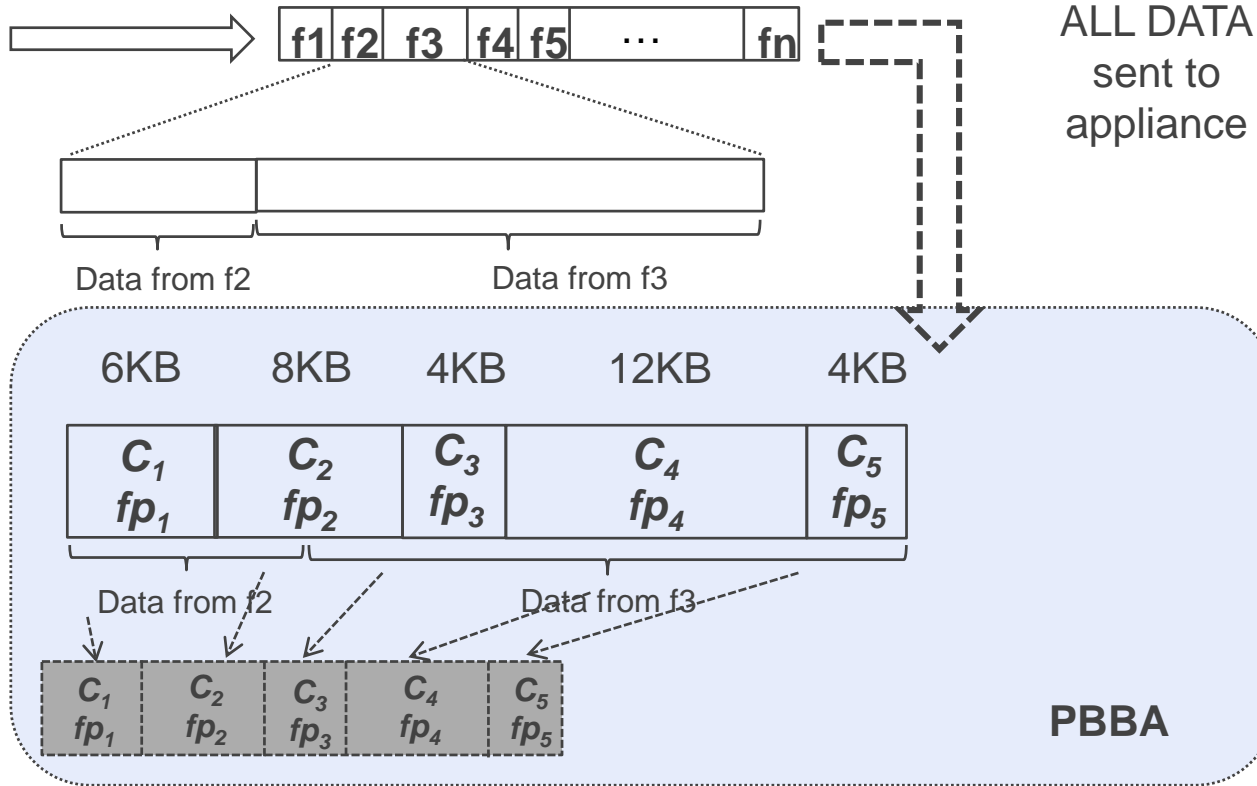 f1 f2 f3 f4 f5 ... fn
ALL DATA
sent to
appliance
Data from f2 Data from f3
6KB 8KB 4KB 12KB 4KB
C1 C2 C3 C4 C5
fp1 fp2 fp3 fp4 fp5
Data from f2 Data from f3
C1 C2 C3 C4 C5
fp1 fp2 fp3 fp4 fp5
PBBA